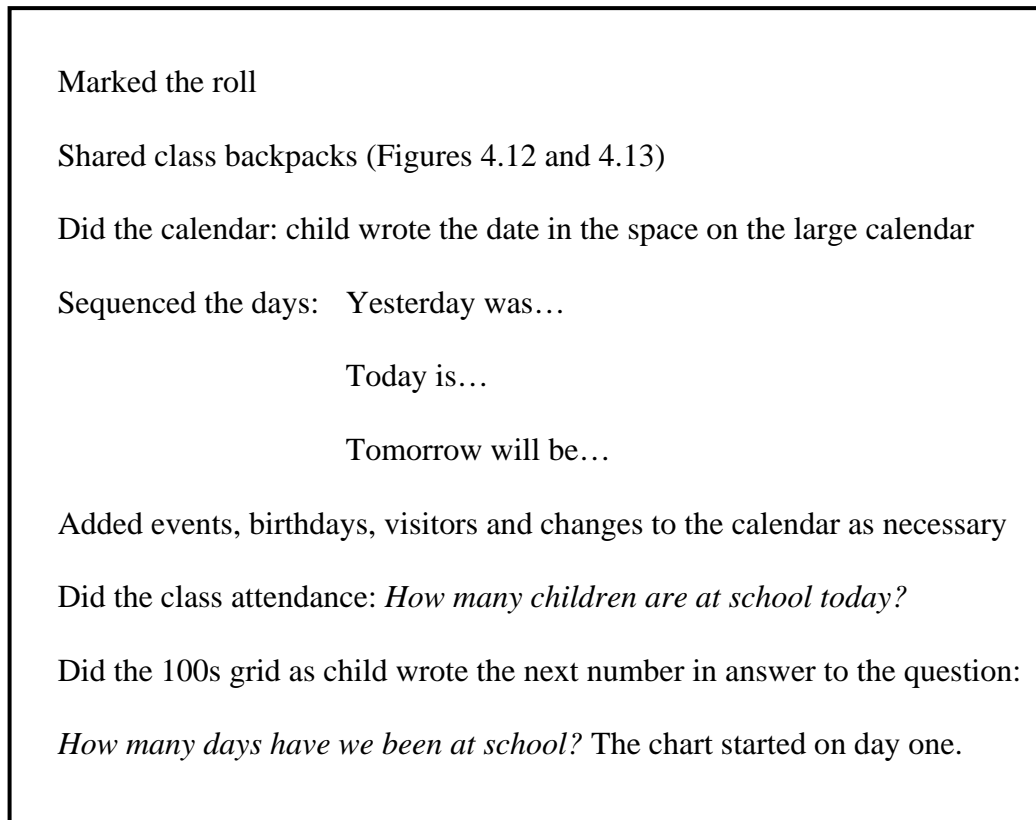 Marked the roll
Shared class backpacks (Figures 4.12 and 4.13)
Did the calendar: child wrote the date in the space on the large calendar
Sequenced the days: Yesterday was…
Today is…
Tomorrow will be…
Added events, birthdays, visitors and changes to the calendar as necessary
Did the class attendance: How many children are at school today?
Did the 100s grid as child wrote the next number in answer to the question:
How many days have we been at school? The chart started on day one.